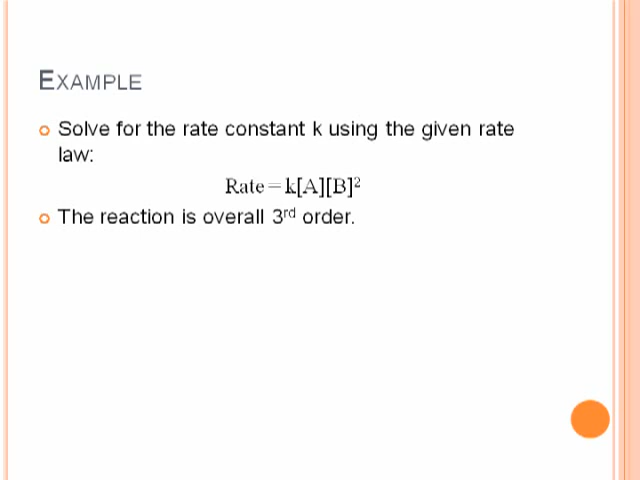 EXAMPLE
Solve for the rate constant k using the given rate
law:
Rate = k[A][B]²
The reaction is overall 3rd order.